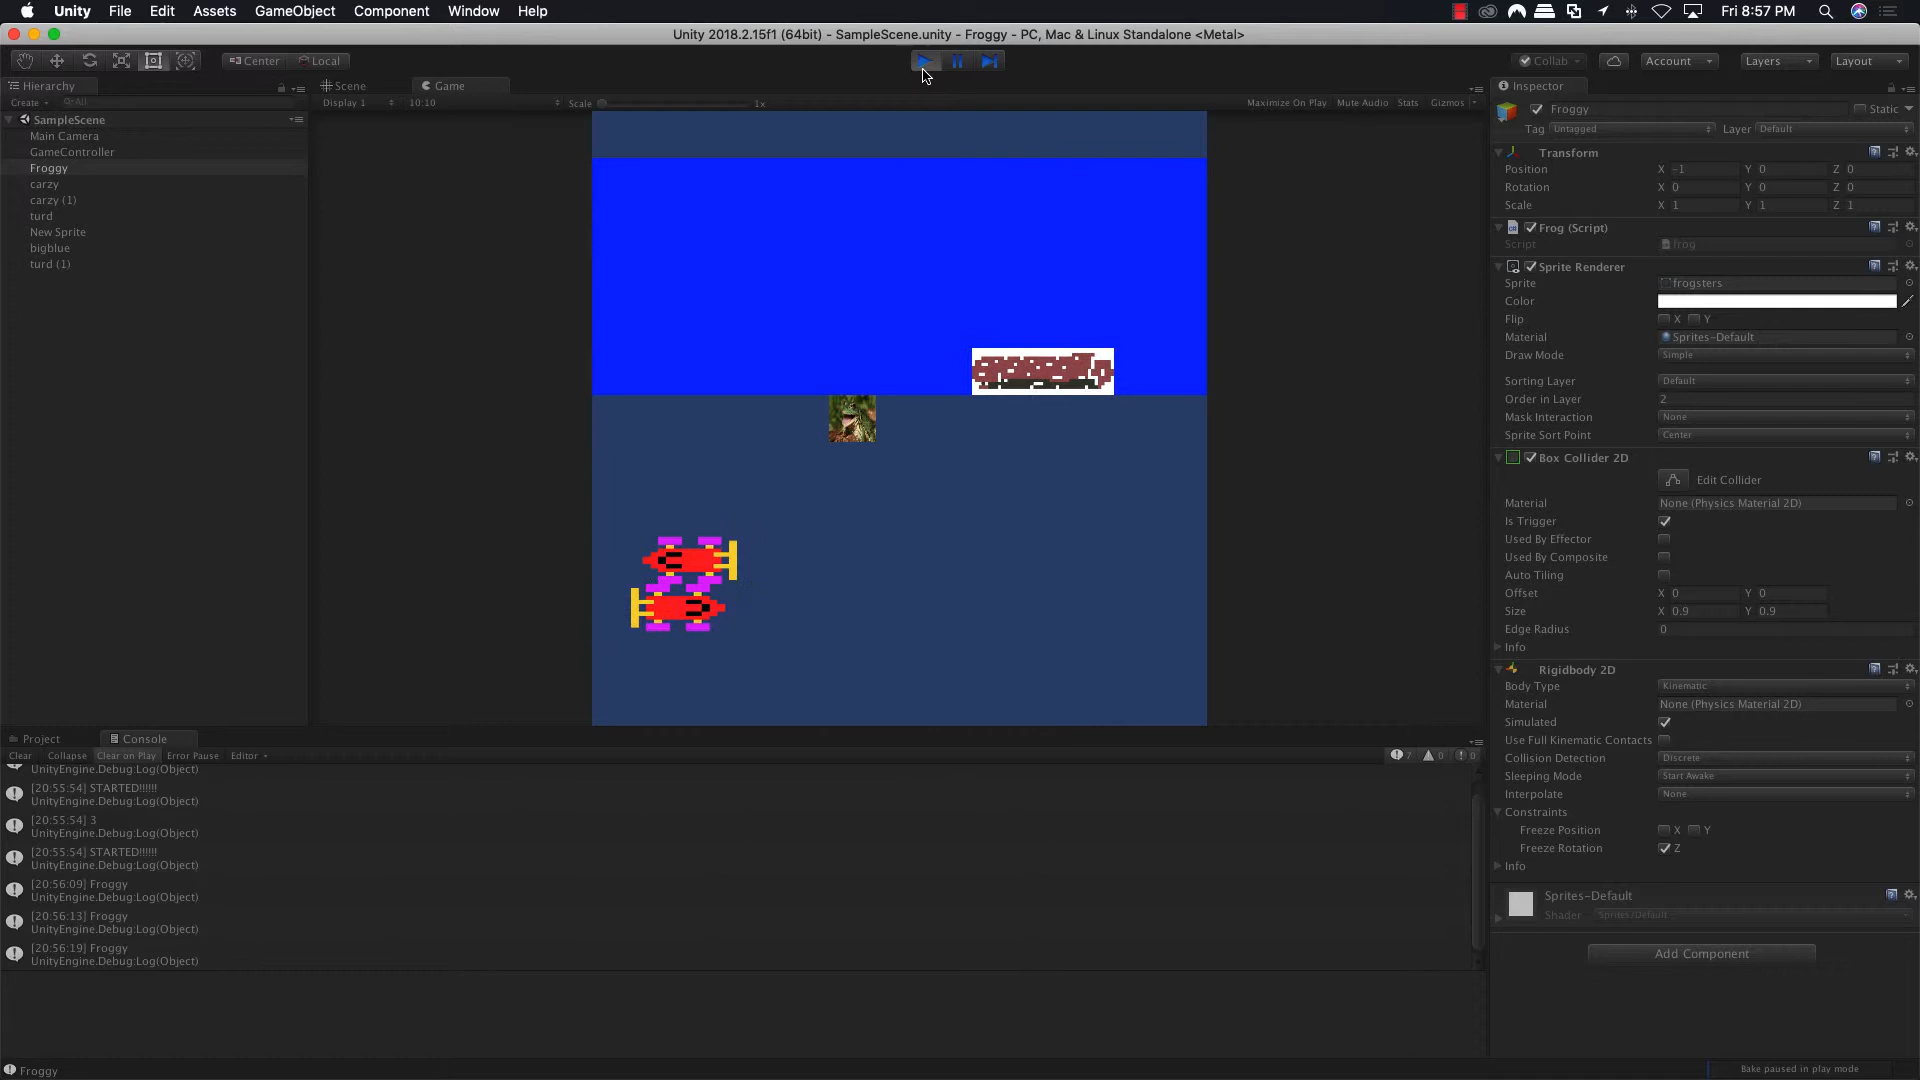 Unity File Edit Assets GameObject Component Window Help Fri 8:57 PM
Unity 2018.2.15f1 (64bit) - SampleScene.unity - Froggy - PC, Mac & Linux Standalone <Metal>
Center Local Collab Account Layers Layout
Hierarchy
Create All
SampleScene
Main Camera
GameController
Froggy
carzy
carzy (1)
turd
New Sprite
bigblue
turd (1)
Scene Game
Display 1 10:10 Scale 1x Maximize On Play Mute Audio Stats Gizmos
Inspector
Froggy Static
Tag Untagged Layer Default
Transform
Position X -1 Y 0 Z 0
Rotation X 0 Y 0 Z 0
Scale X 1 Y 1 Z 1
Frog (Script)
Script frog
Sprite Renderer
Sprite frogsters
Color
Flip X Y
Material Sprites-Default
Draw Mode Simple
Sorting Layer Default
Order in Layer 2
Mask Interaction None
Sprite Sort Point Center
Box Collider 2D
Edit Collider
Material None (Physics Material 2D)
Is Trigger
Used By Effector
Used By Composite
Auto Tiling
Offset X 0 Y 0
Size X 0.9 Y 0.9
Edge Radius 0
Info
Rigidbody 2D
Body Type Kinematic
Material None (Physics Material 2D)
Simulated
Use Full Kinematic Contacts
Collision Detection Discrete
Sleeping Mode Start Awake
Interpolate None
Constraints
Freeze Position X Y
Freeze Rotation Z
Info
Sprites-Default
Shader Sprites/Default
Add Component
Project Console
Clear Collapse Clear on Play Error Pause Editor 7 0 0
UnityEngine.Debug:Log(Object)
[20:55:54] STARTED!!!!!!
UnityEngine.Debug:Log(Object)
[20:55:54] 3
UnityEngine.Debug:Log(Object)
[20:55:54] STARTED!!!!!!
UnityEngine.Debug:Log(Object)
[20:56:09] Froggy
UnityEngine.Debug:Log(Object)
[20:56:13] Froggy
UnityEngine.Debug:Log(Object)
[20:56:19] Froggy
UnityEngine.Debug:Log(Object)
Froggy
Bake paused in play mode